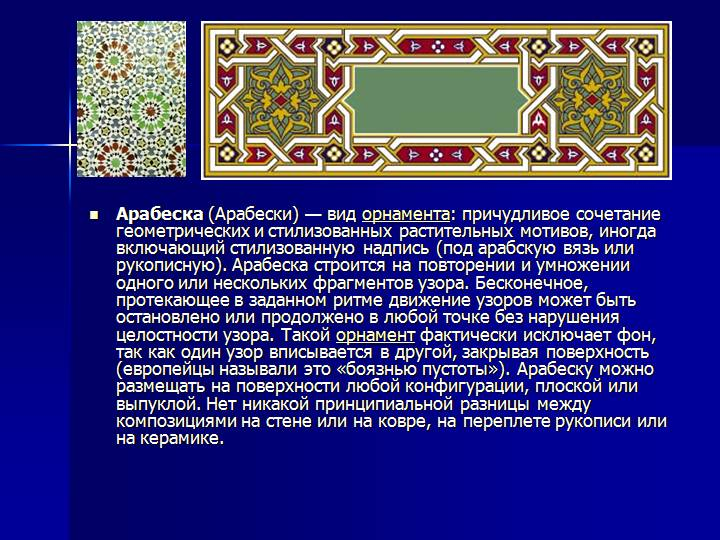 Арабеска (Арабески) — вид орнамента: причудливое сочетание
геометрических и стилизованных растительных мотивов, иногда
включающий стилизованную надпись (под арабскую вязь или
рукописную). Арабеска строится на повторении и умножении
одного или нескольких фрагментов узора. Бесконечное,
протекающее в заданном ритме движение узоров может быть
остановлено или продолжено в любой точке без нарушения
целостности узора. Такой орнамент фактически исключает фон,
так как один узор вписывается в другой, закрывая поверхность
(европейцы называли это «боязнью пустоты»). Арабеску можно
размещать на поверхности любой конфигурации, плоской или
выпуклой. Нет никакой принципиальной разницы между
композициями на стене или на ковре, на переплете рукописи или
на керамике.